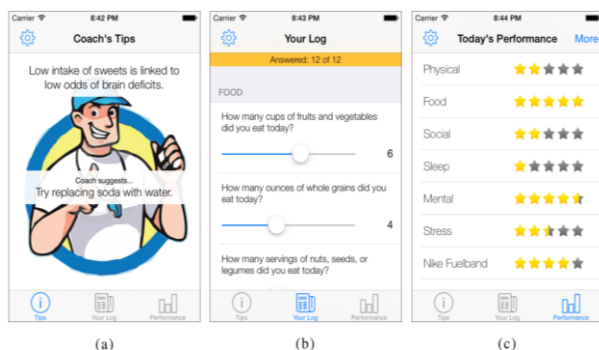 Carrier 8:42 PM
Coach's Tips
Low intake of sweets is linked to
low odds of brain deficits.
Coach suggests...
Try replacing soda with water.
Tips Your Log Performance
(a)
Carrier 8:43 PM
Your Log
Answered: 12 of 12
FOOD
How many cups of fruits and vegetables
did you eat today?
6
How many ounces of whole grains did you
eat today?
4
How many servings of nuts, seeds, or
legumes did you eat today?
Tips Your Log Performance
(b)
Carrier 8:44 PM
Today's Performance More
Physical
Food
Social
Sleep
Mental
Stress
Nike Fuelband
Tips Your Log Performance
(c)